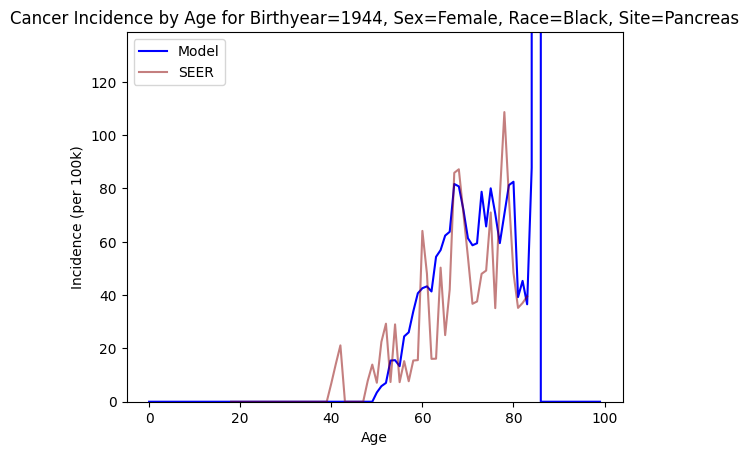 Cancer Incidence by Age for Birthyear=1944, Sex=Female, Race=Black, Site=Pancreas
Model
SEER
Incidence (per 100k)
120
100
80
60
40
20
0
0 20 40 60 80 100
Age